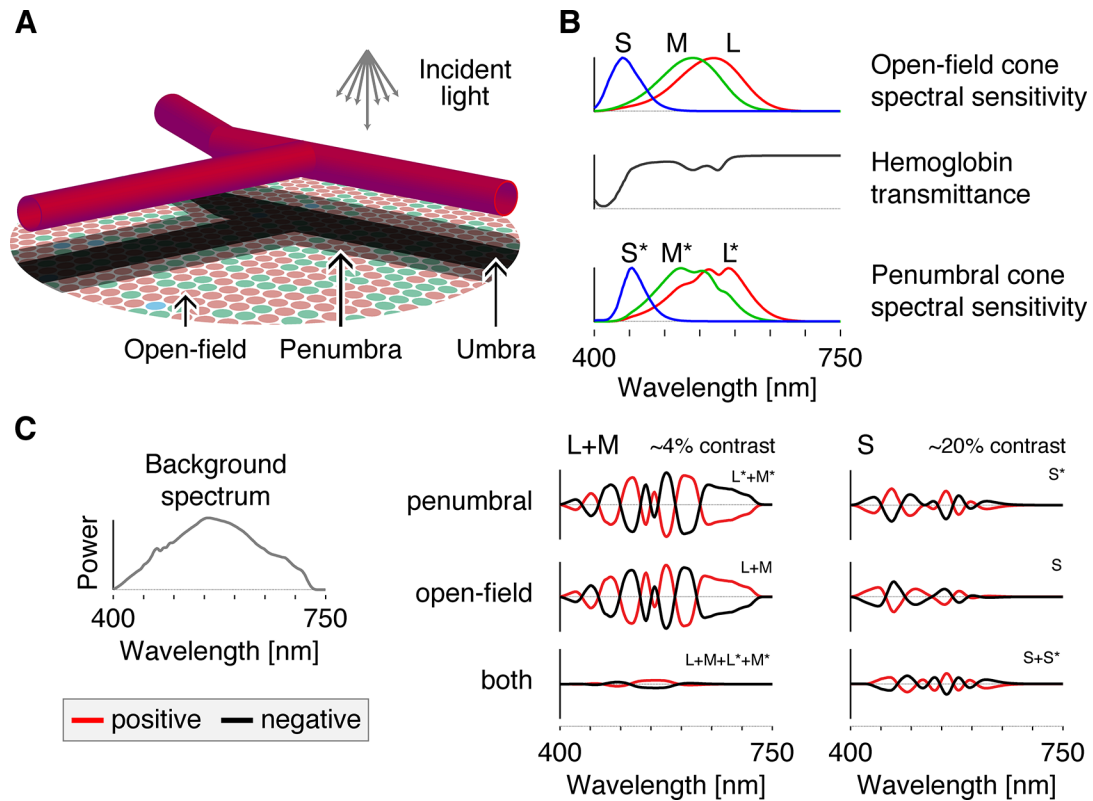 A
Incident
light
Open-field
Penumbra
Umbra
B
S
M
L
Open-field cone
spectral sensitivity
Hemoglobin
transmittance
S*
M*
L*
Penumbral cone
spectral sensitivity
400
750
Wavelength [nm]
C
Background
spectrum
Power
400
750
Wavelength [nm]
positive
negative
L+M
~4% contrast
S
~20% contrast
penumbral
L*+M*
S*
open-field
L+M
S
both
L+M+L*+M*
S+S*
400
750
400
750
Wavelength [nm]
Wavelength [nm]